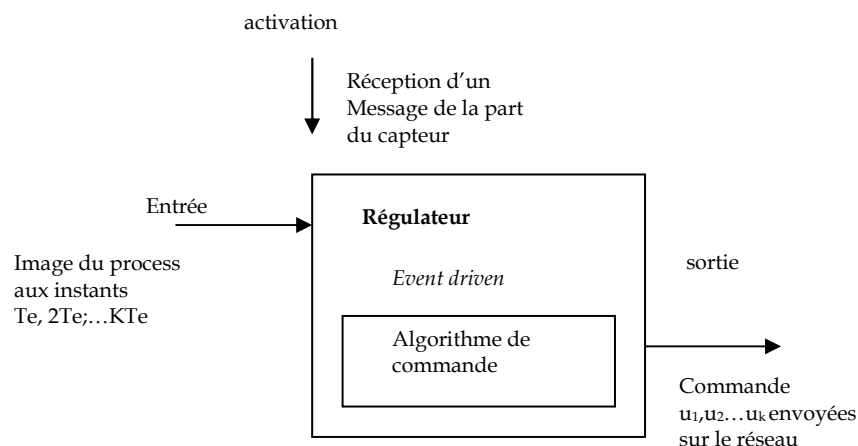 activation
Réception d’un
Message de la part
du capteur
Entrée
Régulateur
Image du process
aux instants
Te, 2Te;…KTe
Event driven
sortie
Algorithme de
commande
Commande
u₁,u₂…uₖ envoyées
sur le réseau